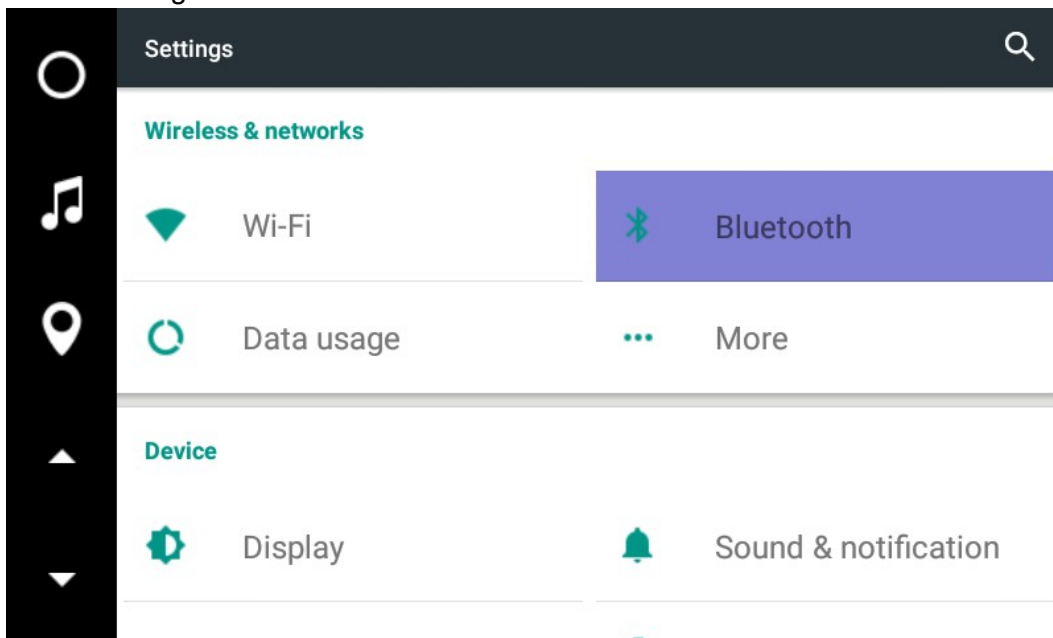 Settings
Wireless & networks
Wi-Fi
Bluetooth
Data usage
More
Device
Display
Sound & notification